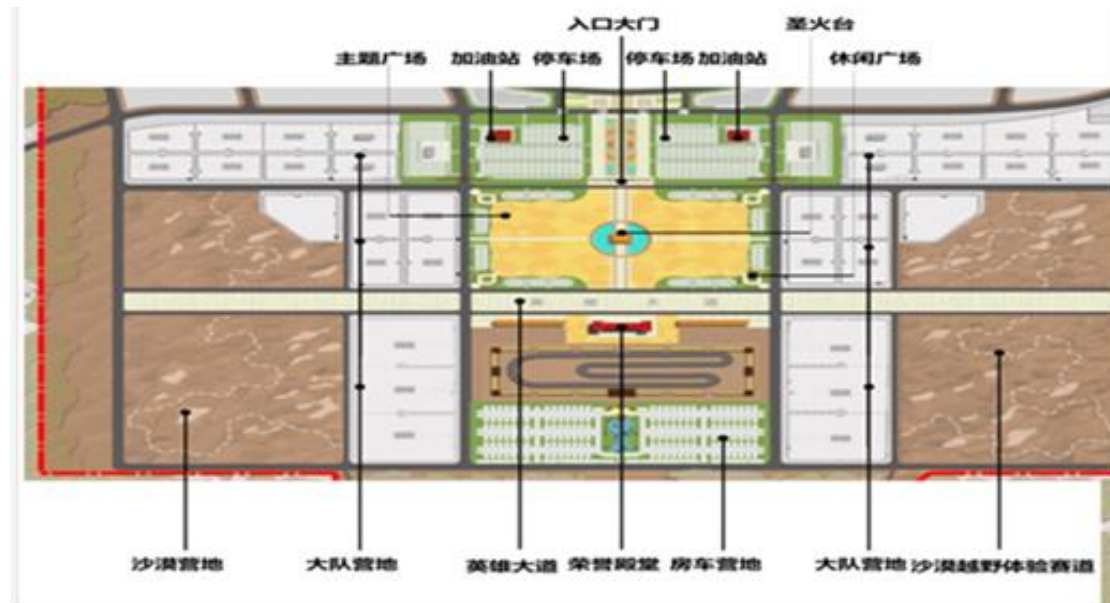 入口大门 圣火台
主题广场 加油站 停车场 停车场 加油站 休闲广场
沙漠营地 大队营地 英雄大道 荣誉殿堂 房车营地 大队营地 沙漠越野体验赛道